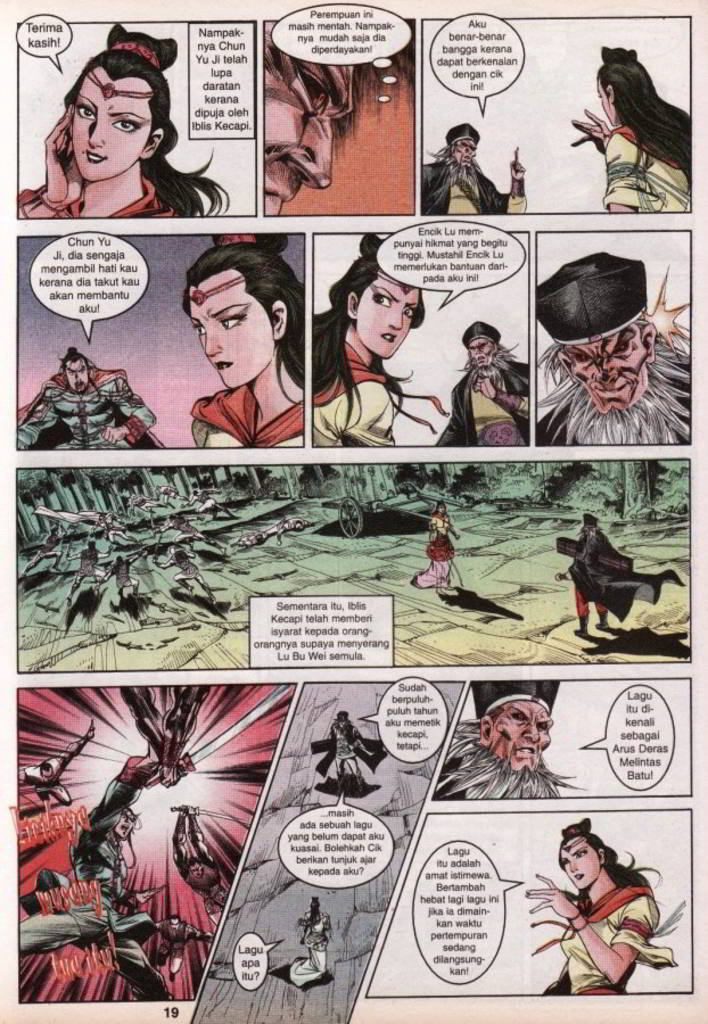 Terima
kasih!
Nampak-
nya Chun
Yu Ji telah
lupa
daratan
kerana
dipuja oleh
Iblis Kecapi.
Perempuan ini
masih mentah. Nampak-
nya mudah saja dia
diperdayakan!
Aku
benar-benar
bangga kerana
dapat berkenalan
dengan cik
ini!
Chun Yu
Ji, dia sengaja
mengambil hati kau
kerana dia takut kau
akan membantu
aku!
Encik Lu mem-
punyai hikmat yang begitu
tinggi. Mustahil Encik Lu
memerlukan bantuan dari-
pada aku ini!
Sementara itu, Iblis
Kecapi telah memberi
isyarat kepada orang-
orangnya supaya menyerang
Lu Bu Wei semula.
musang
tua itu!
Sudah
berpuluh-
puluh tahun
aku memetik
kecapi,
tetapi...
...masih
ada sebuah lagu
yang belum dapat aku
kuasai. Bolehkah Cik
berikan tunjuk ajar
kepada aku?
Lagu
apa
itu?
Lagu
itu di-
kenali
sebagai
Arus Deras
Melintas
Batu!
Lagu
itu adalah
amat istimewa.
Bertambah
hebat lagi lagu ini
jika ia dimain-
kan waktu
pertempuran
sedang
dilangsung-
kan!
19